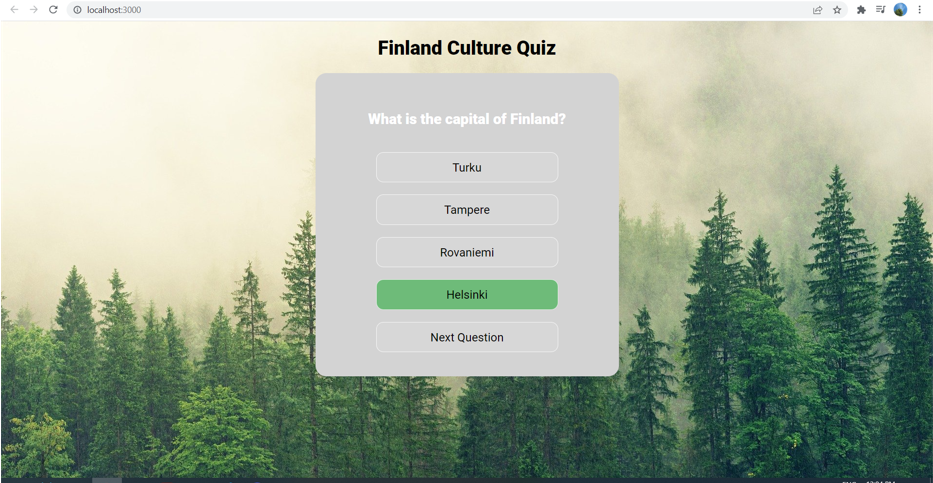 localhost:3000
Finland Culture Quiz
What is the capital of Finland?
Turku
Tampere
Rovaniemi
Helsinki
Next Question